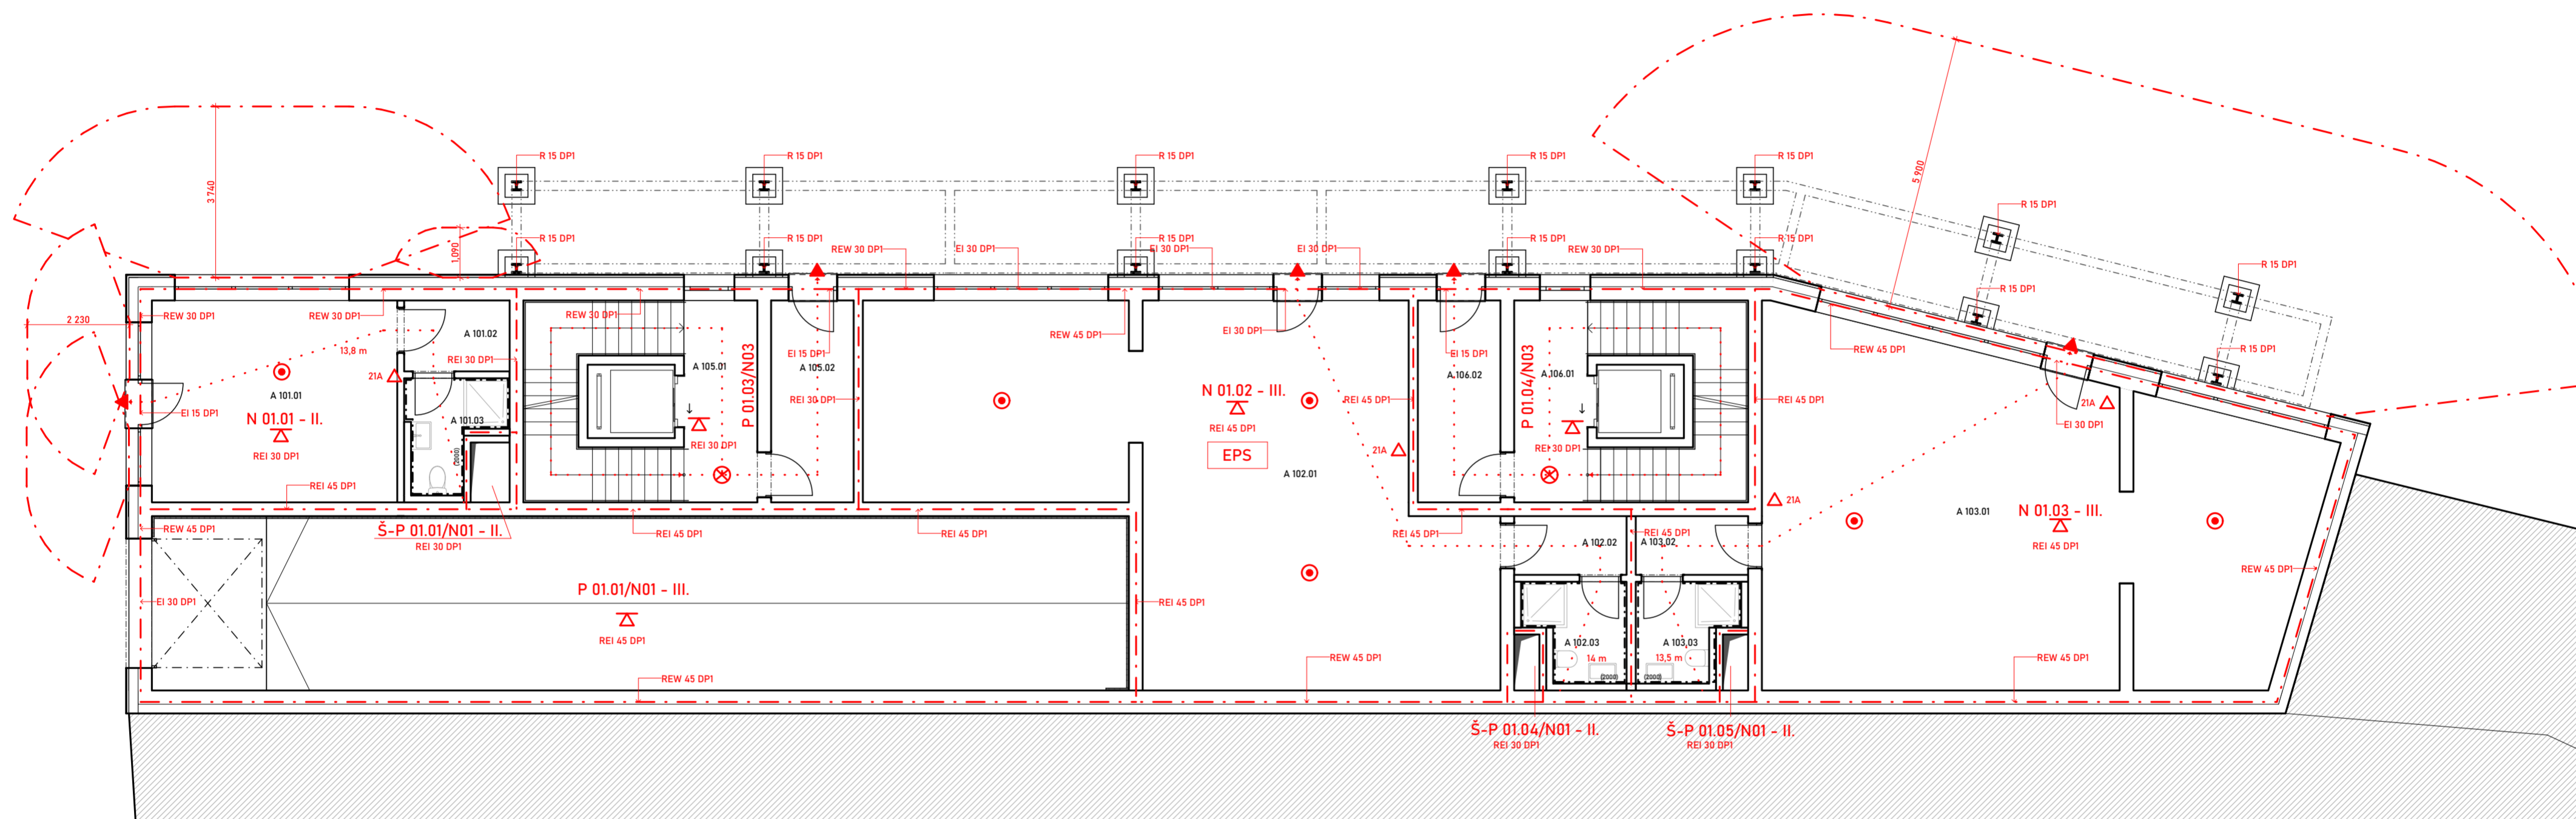 5 900
R 15 DP1
R 15 DP1
R 15 DP1
R 15 DP1
R 15 DP1
3 740
R 15 DP1
R 15 DP1
R 15 DP1
R 15 DP1
R 15 DP1
R 15 DP1
1,090
REW 30 DP1
EI 30 DP1
EI 30 DP1
EI 30 DP1
REW 30 DP1
R 15 DP1
R 15 DP1
2 230
REW 30 DP1
REW 30 DP1
REW 30 DP1
A 101.02
REW 45 DP1
EI 30 DP1
REW 45 DP1
R 15 DP1
13,8 m
REI 30 DP1
EI 15 DP1
EI 15 DP1
A 105.01
A 105.02
P 01.03/N03
A 106.02
A 106.01
P 01.04/N03
21A
A 101.01
EI 15 DP1
N 01.01 - II.
REI 30 DP1
A 101.03
(2000)
REI 30 DP1
REI 30 DP1
N 01.02 - III.
REI 45 DP1
EPS
REI 45 DP1
21A
REI 30 DP1
REI 45 DP1
21A
EI 30 DP1
A 102.01
REI 45 DP1
21A
A 103.01
N 01.03 - III.
REI 45 DP1
REW 45 DP1
Š-P 01.01/N01 - II.
REI 30 DP1
REI 45 DP1
REI 45 DP1
REI 45 DP1
REI 45 DP1
A 102.02
A 103.02
REW 45 DP1
P 01.01/N01 - III.
REI 45 DP1
EI 30 DP1
REI 45 DP1
A 102.03
14 m
(2000)
A 103.03
13,5 m
(2000)
REW 45 DP1
REW 45 DP1
REW 45 DP1
Š-P 01.04/N01 - II.
REI 30 DP1
Š-P 01.05/N01 - II.
REI 30 DP1